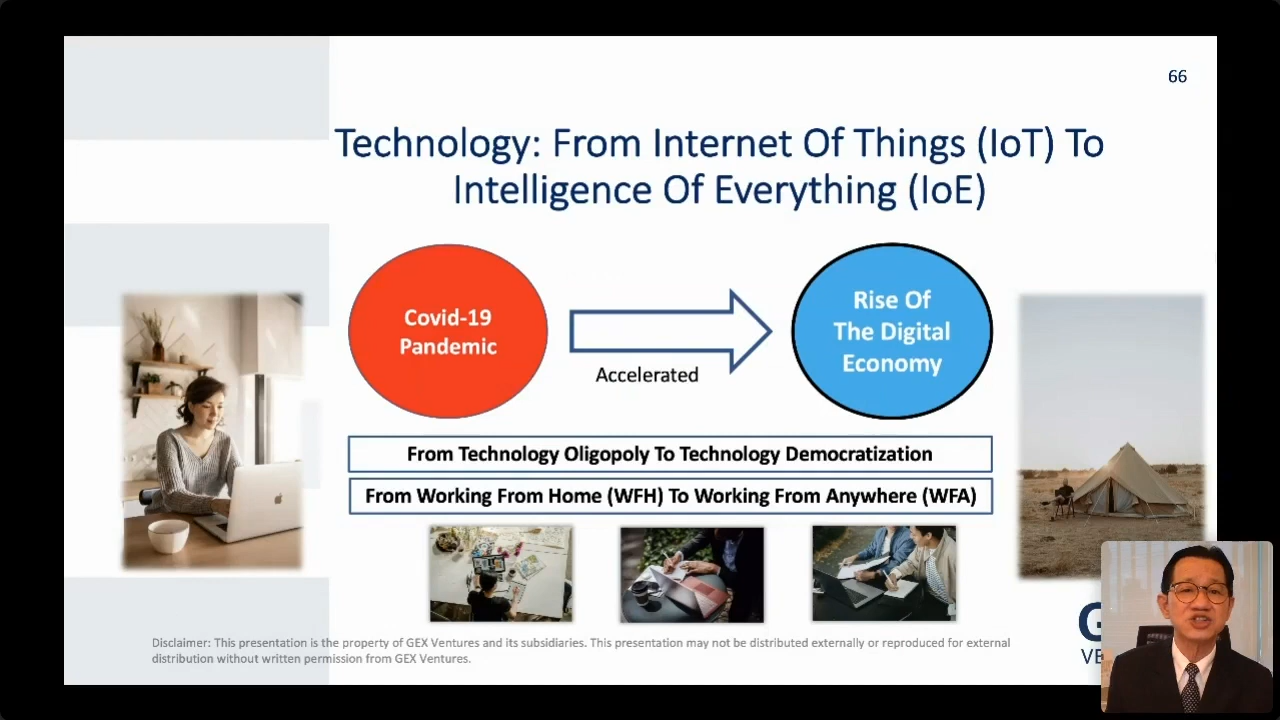 66
Technology: From Internet Of Things (IoT) To
Intelligence Of Everything (IoE)
Covid-19
Pandemic
Accelerated
Rise Of
The Digital
Economy
From Technology Oligopoly To Technology Democratization
From Working From Home (WFH) To Working From Anywhere (WFA)
Disclaimer: This presentation is the property of GEX Ventures and its subsidiaries. This presentation may not be distributed externally or reproduced for external
distribution without written permission from GEX Ventures.